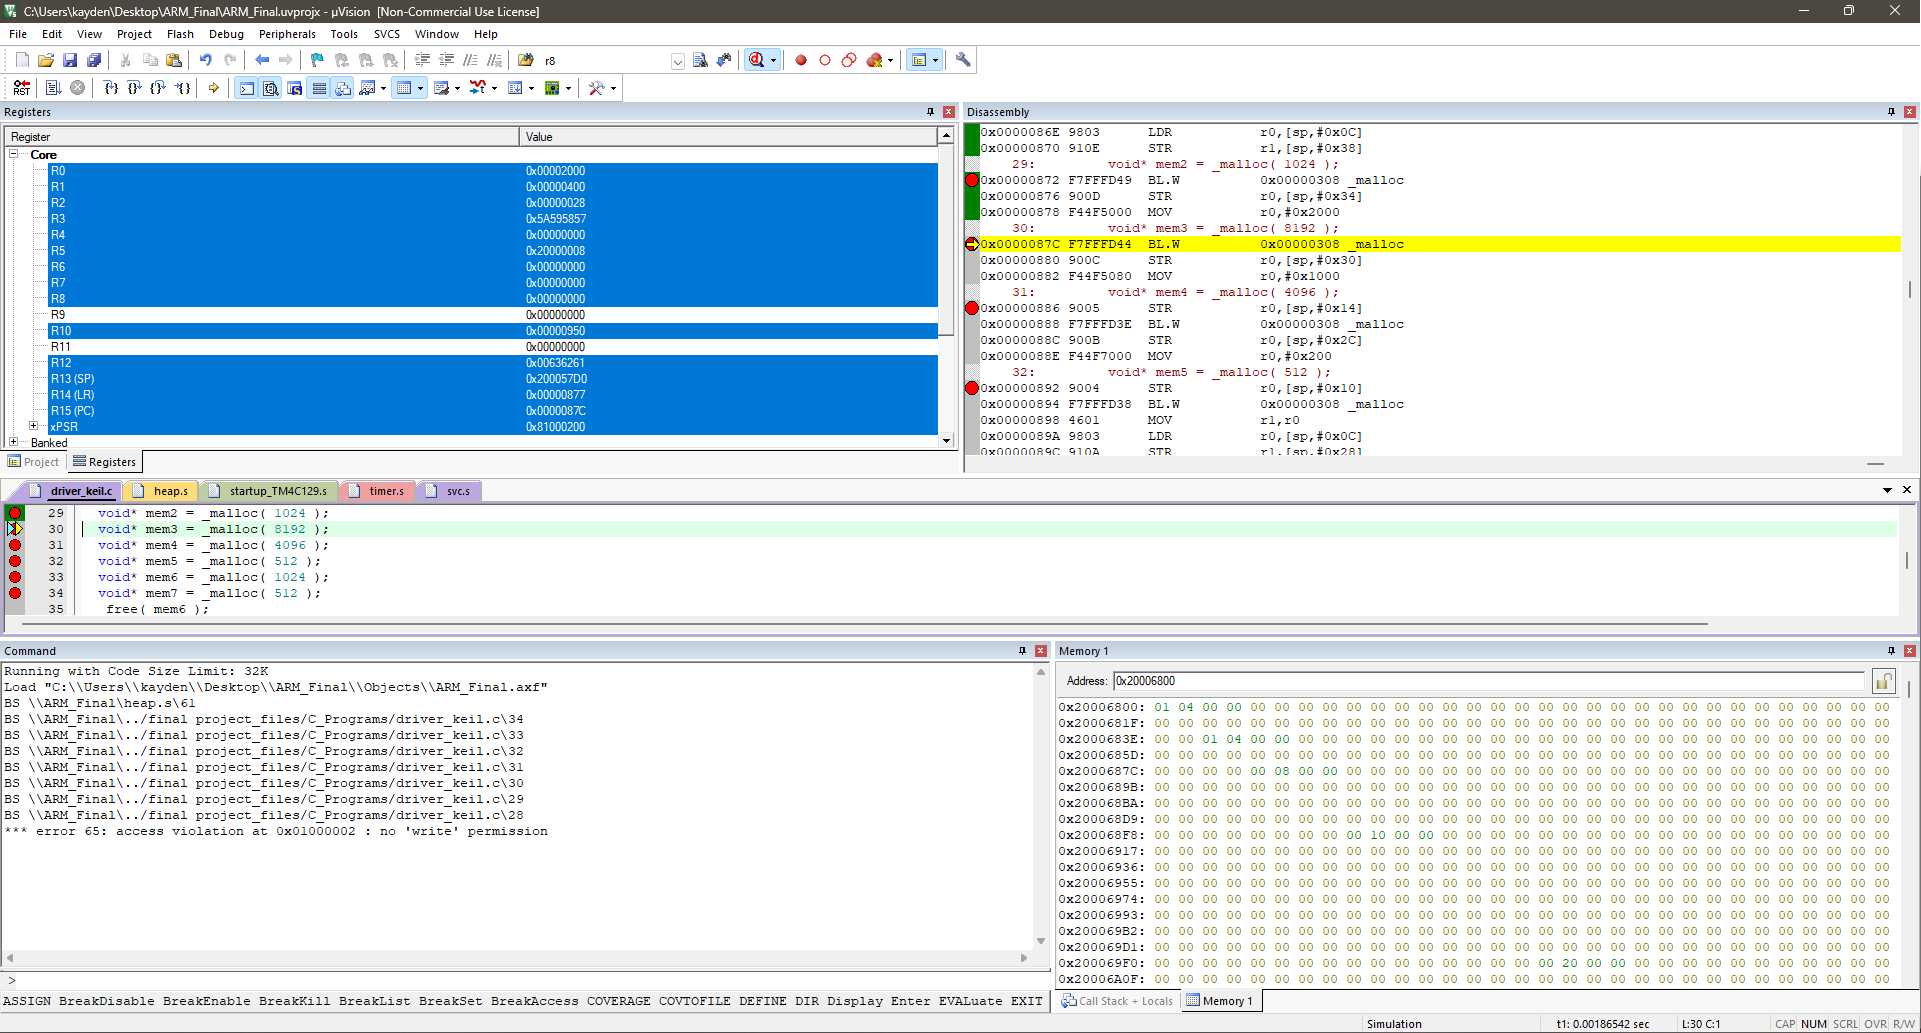 C:\Users\kayden\Desktop\ARM_Final\ARM_Final.uvprojx - µVision  [Non-Commercial Use License]
File Edit View Project Flash Debug Peripherals Tools SVCS Window Help
r8
Registers
Register Value
Core
R0 0x00002000
R1 0x00000400
R2 0x00000028
R3 0x5A595857
R4 0x00000000
R5 0x20000008
R6 0x00000000
R7 0x00000000
R8 0x00000000
R9 0x00000000
R10 0x00000950
R11 0x00000000
R12 0x00636261
R13 (SP) 0x200057D0
R14 (LR) 0x00000877
R15 (PC) 0x0000087C
xPSR 0x81000200
Banked
Project Registers
Disassembly
0x0000086E 9803 LDR r0,[sp,#0x0C]
0x00000870 910E STR r1,[sp,#0x38]
29: void* mem2 = _malloc( 1024 );
0x00000872 F7FFFD49 BL.W 0x00000308 _malloc
0x00000876 900D STR r0,[sp,#0x34]
0x00000878 F44F5000 MOV r0,#0x2000
30: void* mem3 = _malloc( 8192 );
0x0000087C F7FFFD44 BL.W 0x00000308 _malloc
0x00000880 900C STR r0,[sp,#0x30]
0x00000882 F44F5080 MOV r0,#0x1000
31: void* mem4 = _malloc( 4096 );
0x00000886 9005 STR r0,[sp,#0x14]
0x00000888 F7FFFD3E BL.W 0x00000308 _malloc
0x0000088C 900B STR r0,[sp,#0x2C]
0x0000088E F44F7000 MOV r0,#0x200
32: void* mem5 = _malloc( 512 );
0x00000892 9004 STR r0,[sp,#0x10]
0x00000894 F7FFFD38 BL.W 0x00000308 _malloc
0x00000898 4601 MOV r1,r0
0x0000089A 9803 LDR r0,[sp,#0x0C]
0x0000089C 910A STR r1,[sp,#0x28]
driver_keil.c heap.s startup_TM4C129.s timer.s svc.s
29 void* mem2 = _malloc( 1024 );
30 void* mem3 = _malloc( 8192 );
31 void* mem4 = _malloc( 4096 );
32 void* mem5 = _malloc( 512 );
33 void* mem6 = _malloc( 1024 );
34 void* mem7 = _malloc( 512 );
35 free( mem6 );
Command
Running with Code Size Limit: 32K
Load "C:\\Users\\kayden\\Desktop\\ARM_Final\\Objects\\ARM_Final.axf"
BS \\ARM_Final\heap.s\61
BS \\ARM_Final\../final project_files/C_Programs/driver_keil.c\34
BS \\ARM_Final\../final project_files/C_Programs/driver_keil.c\33
BS \\ARM_Final\../final project_files/C_Programs/driver_keil.c\32
BS \\ARM_Final\../final project_files/C_Programs/driver_keil.c\31
BS \\ARM_Final\../final project_files/C_Programs/driver_keil.c\30
BS \\ARM_Final\../final project_files/C_Programs/driver_keil.c\29
BS \\ARM_Final\../final project_files/C_Programs/driver_keil.c\28
*** error 65: access violation at 0x01000002 : no 'write' permission
>
ASSIGN BreakDisable BreakEnable BreakKill BreakList BreakSet BreakAccess COVERAGE COVTOFILE DEFINE DIR Display Enter EVALuate EXIT
Memory 1
Address: 0x20006800
0x20006800: 01 04 00 00 00 00 00 00 00 00 00 00 00 00 00 00 00 00 00 00 00 00 00 00 00 00 00 00 00 00 00
0x2000681F: 00 00 00 00 00 00 00 00 00 00 00 00 00 00 00 00 00 00 00 00 00 00 00 00 00 00 00 00 00 00 00
0x2000683E: 00 00 01 04 00 00 00 00 00 00 00 00 00 00 00 00 00 00 00 00 00 00 00 00 00 00 00 00 00 00 00
0x2000685D: 00 00 00 00 00 00 00 00 00 00 00 00 00 00 00 00 00 00 00 00 00 00 00 00 00 00 00 00 00 00 00
0x2000687C: 00 00 00 00 00 08 00 00 00 00 00 00 00 00 00 00 00 00 00 00 00 00 00 00 00 00 00 00 00 00 00
0x2000689B: 00 00 00 00 00 00 00 00 00 00 00 00 00 00 00 00 00 00 00 00 00 00 00 00 00 00 00 00 00 00 00
0x200068BA: 00 00 00 00 00 00 00 00 00 00 00 00 00 00 00 00 00 00 00 00 00 00 00 00 00 00 00 00 00 00 00
0x200068D9: 00 00 00 00 00 00 00 00 00 00 00 00 00 00 00 00 00 00 00 00 00 00 00 00 00 00 00 00 00 00 00
0x200068F8: 00 00 00 00 00 00 00 00 00 10 00 00 00 00 00 00 00 00 00 00 00 00 00 00 00 00 00 00 00 00 00
0x20006917: 00 00 00 00 00 00 00 00 00 00 00 00 00 00 00 00 00 00 00 00 00 00 00 00 00 00 00 00 00 00 00
0x20006936: 00 00 00 00 00 00 00 00 00 00 00 00 00 00 00 00 00 00 00 00 00 00 00 00 00 00 00 00 00 00 00
0x20006955: 00 00 00 00 00 00 00 00 00 00 00 00 00 00 00 00 00 00 00 00 00 00 00 00 00 00 00 00 00 00 00
0x20006974: 00 00 00 00 00 00 00 00 00 00 00 00 00 00 00 00 00 00 00 00 00 00 00 00 00 00 00 00 00 00 00
0x20006993: 00 00 00 00 00 00 00 00 00 00 00 00 00 00 00 00 00 00 00 00 00 00 00 00 00 00 00 00 00 00 00
0x200069B2: 00 00 00 00 00 00 00 00 00 00 00 00 00 00 00 00 00 00 00 00 00 00 00 00 00 00 00 00 00 00 00
0x200069D1: 00 00 00 00 00 00 00 00 00 00 00 00 00 00 00 00 00 00 00 00 00 00 00 00 00 00 00 00 00 00 00
0x200069F0: 00 00 00 00 00 00 00 00 00 00 00 00 00 00 00 00 00 20 00 00 00 00 00 00 00 00 00 00 00 00 00
0x20006A0F: 00 00 00 00 00 00 00 00 00 00 00 00 00 00 00 00 00 00 00 00 00 00 00 00 00 00 00 00 00 00 00
Call Stack + Locals Memory 1
Simulation t1: 0.00186542 sec L:30 C:1 CAP NUM SCRL OVR R/W